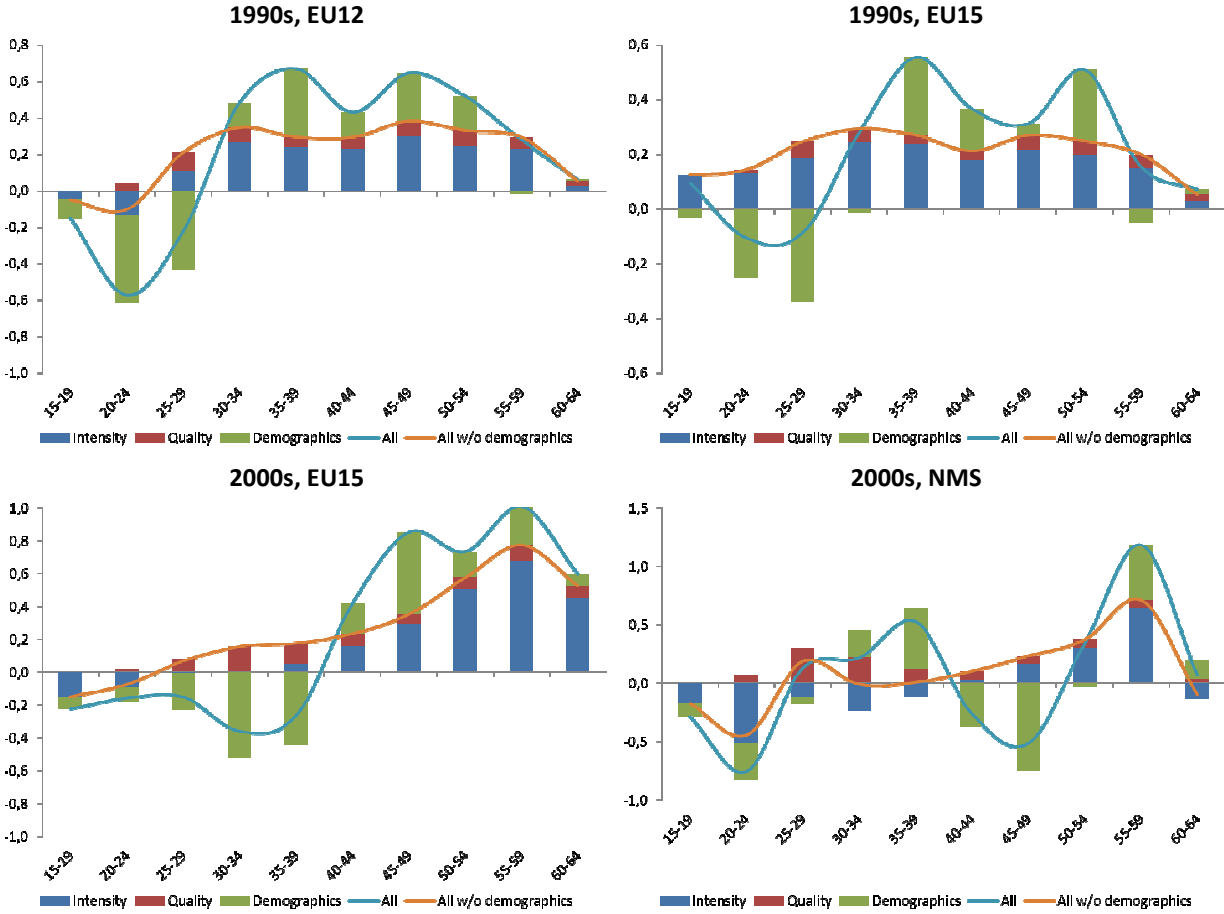 1990s, EU12
0,8
0,6
0,4
0,2
0,0
-0,2
-0,4
-0,6
-0,8
-1,0
15-19 20-24 25-29 30-34 35-39 40-44 45-49 50-54 55-59 60-64
Intensity Quality Demographics All All w/o demographics
1990s, EU15
0,6
0,4
0,2
0,0
-0,2
-0,4
-0,6
15-19 20-24 25-29 30-34 35-39 40-44 45-49 50-54 55-59 60-64
Intensity Quality Demographics All All w/o demographics
2000s, EU15
1,0
0,8
0,6
0,4
0,2
0,0
-0,2
-0,4
-0,6
-0,8
-1,0
15-19 20-24 25-29 30-34 35-39 40-44 45-49 50-54 55-59 60-64
Intensity Quality Demographics All All w/o demographics
2000s, NMS
1,5
1,0
0,5
0,0
-0,5
-1,0
15-19 20-24 25-29 30-34 35-39 40-44 45-49 50-54 55-59 60-64
Intensity Quality Demographics All All w/o demographics